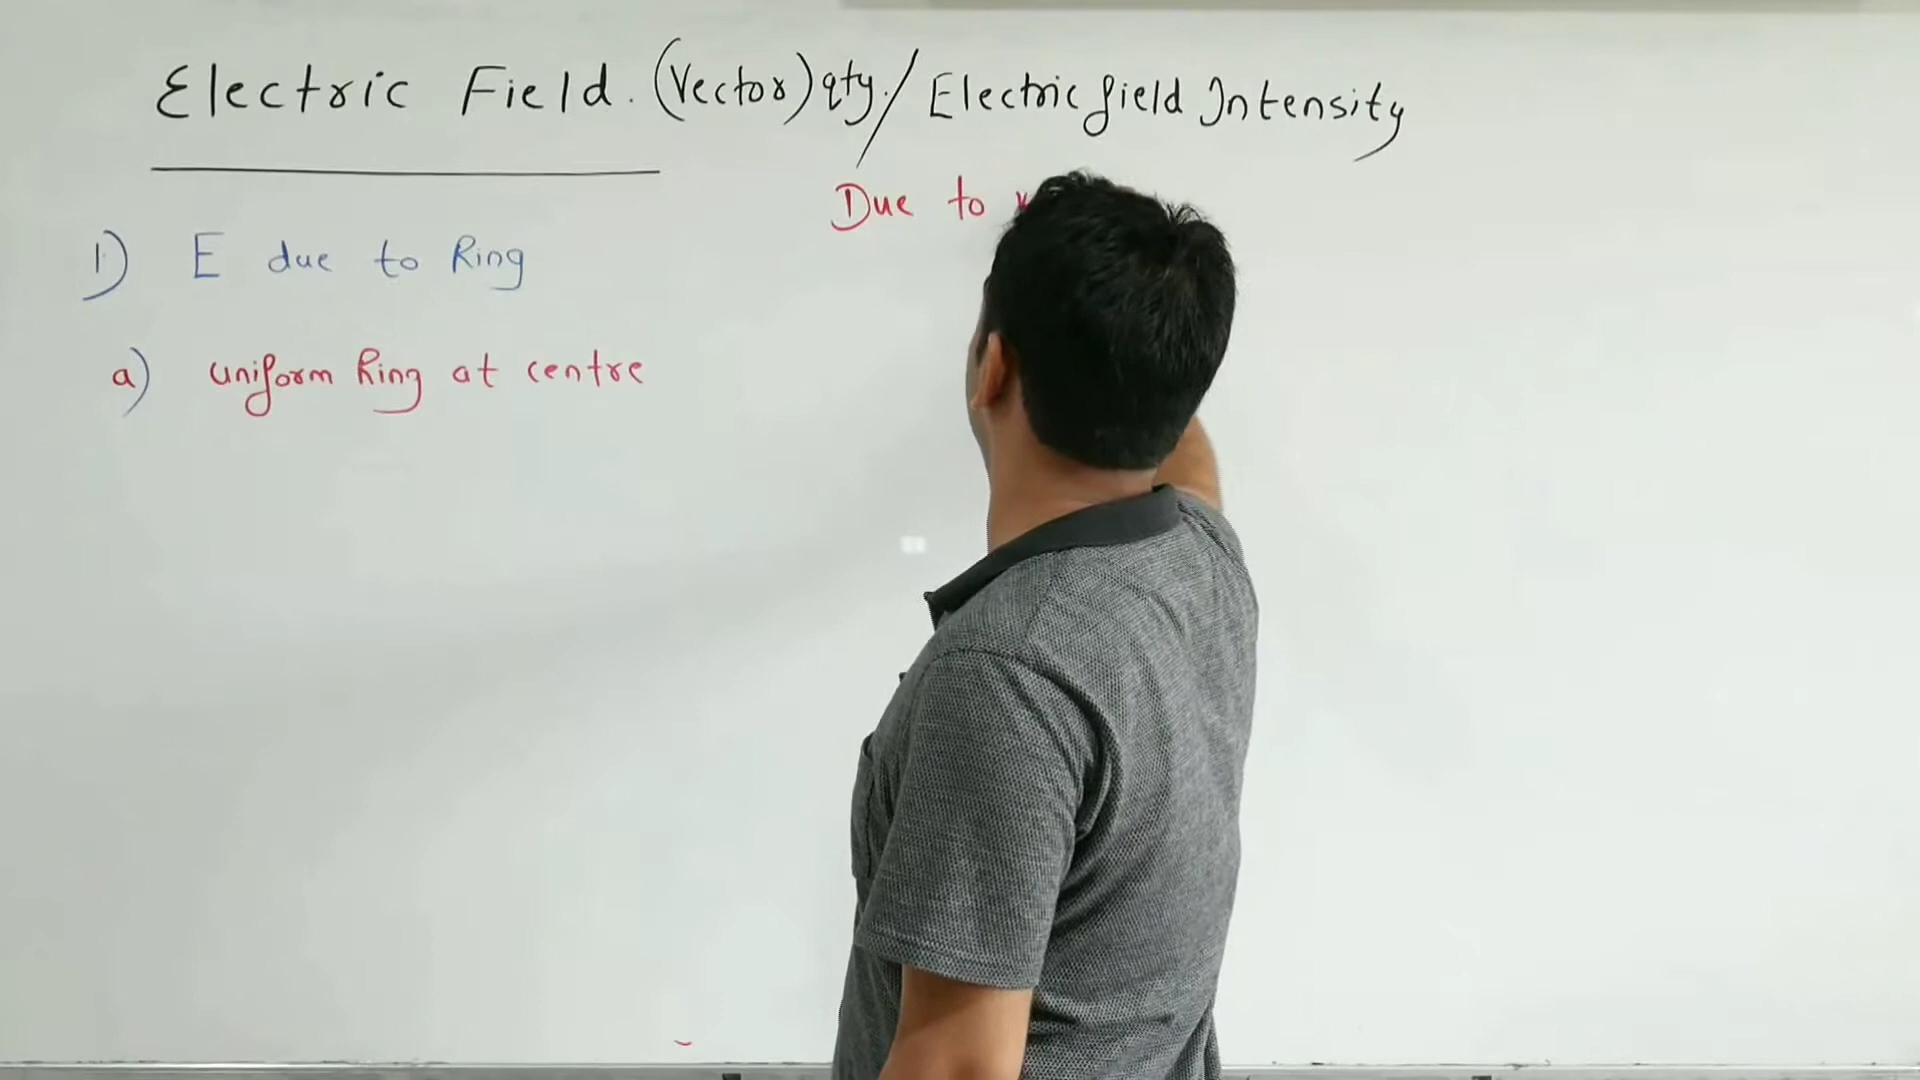 Electric Field. (Vector) qty. / Electric field Intensity
Due to
1) E due to Ring
a) uniform Ring at centre